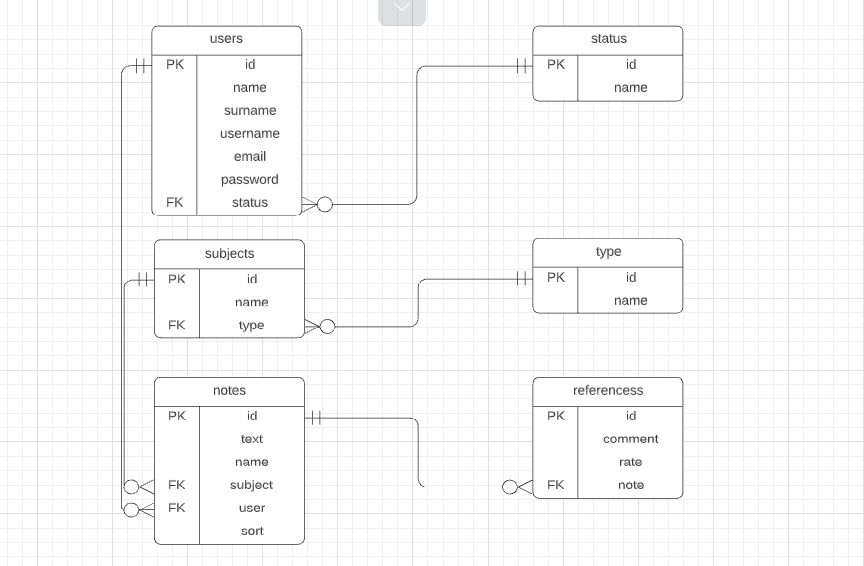 users
PK id
name
surname
username
email
password
FK status
status
PK id
name
subjects
PK id
name
FK type
type
PK id
name
notes
PK id
text
name
FK subject
FK user
sort
referencess
PK id
comment
rate
FK note